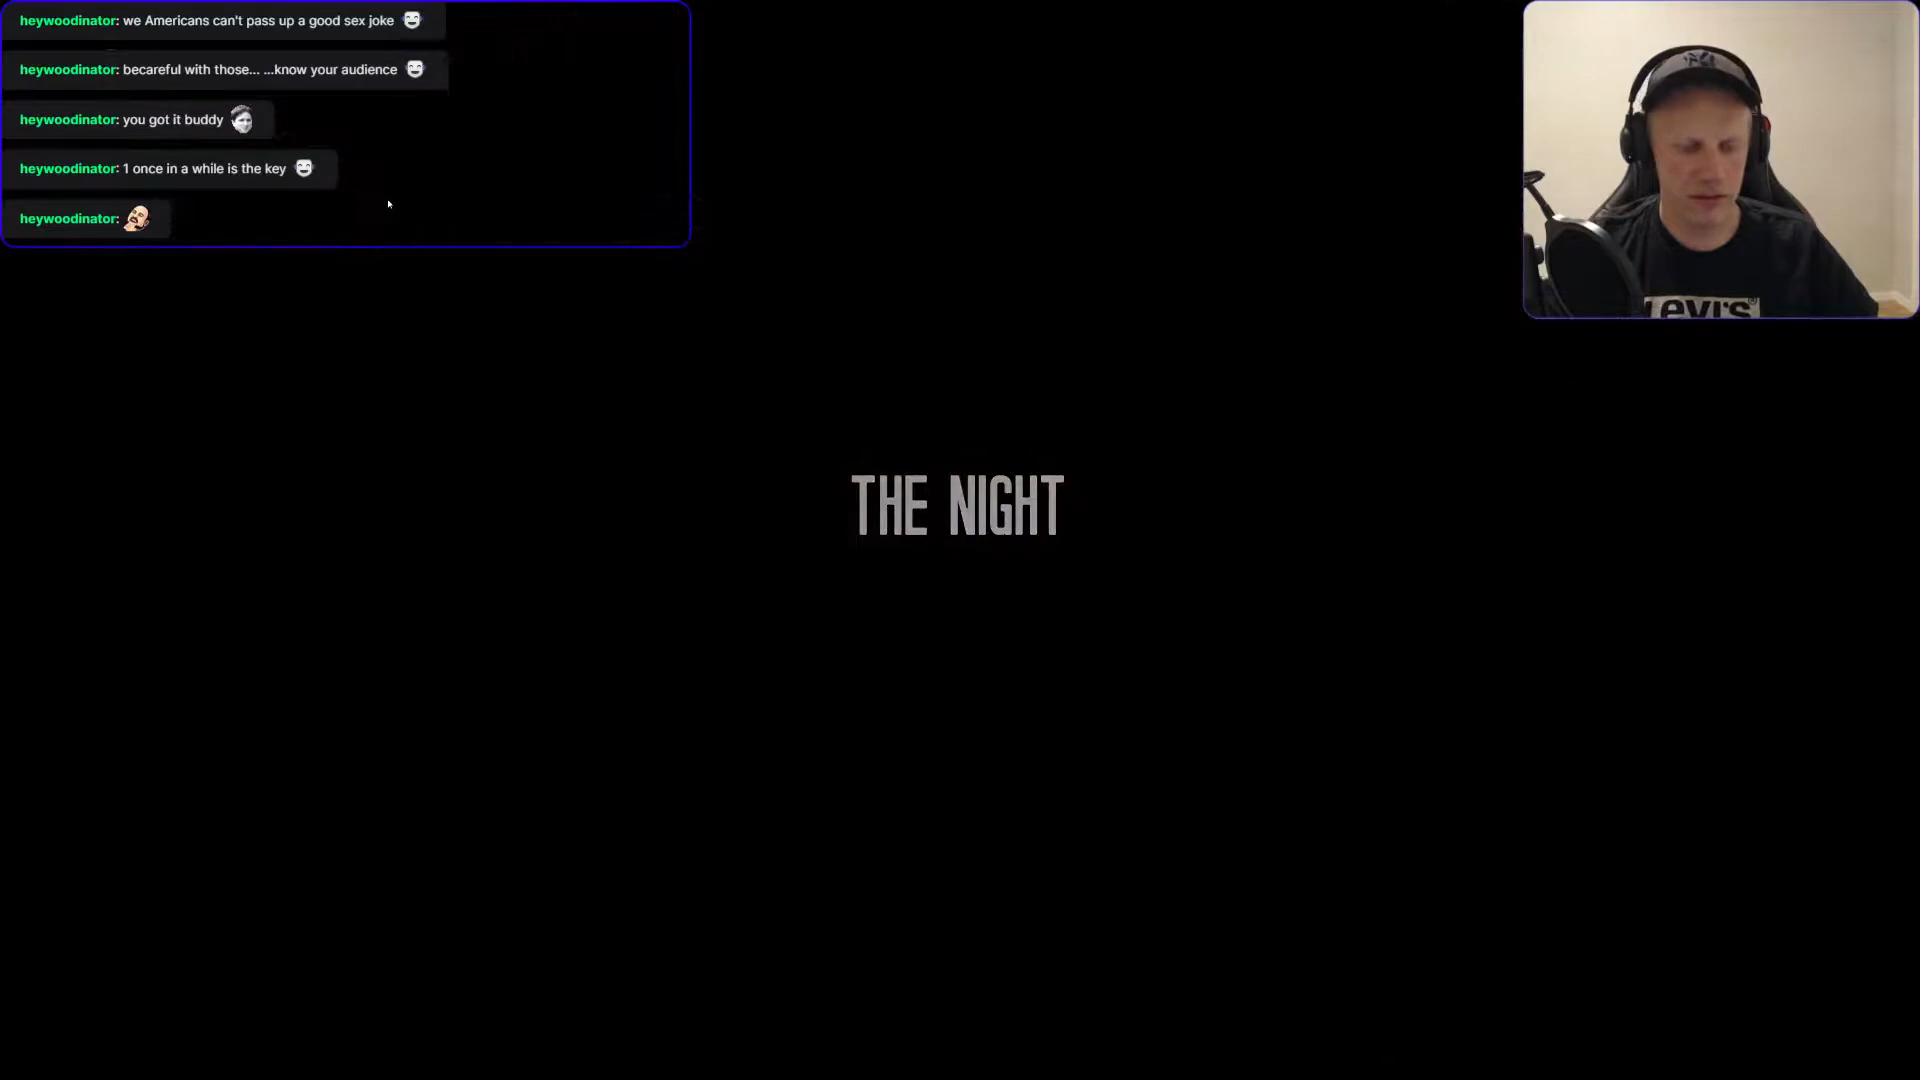 heywoodinator: we Americans can't pass up a good sex joke
heywoodinator: becareful with those... ...know your audience
heywoodinator: you got it buddy
heywoodinator: 1 once in a while is the key
heywoodinator:
Levi's
THE NIGHT